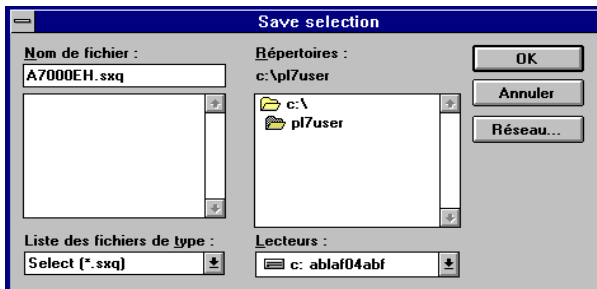 Save selection
Nom de fichier :
A7000EH.sxq
Répertoires :
c:\pl7user
c:\
pl7user
OK
Annuler
Réseau...
Liste des fichiers de type :
Select (*.sxq)
Lecteurs :
c: ablaf04abf